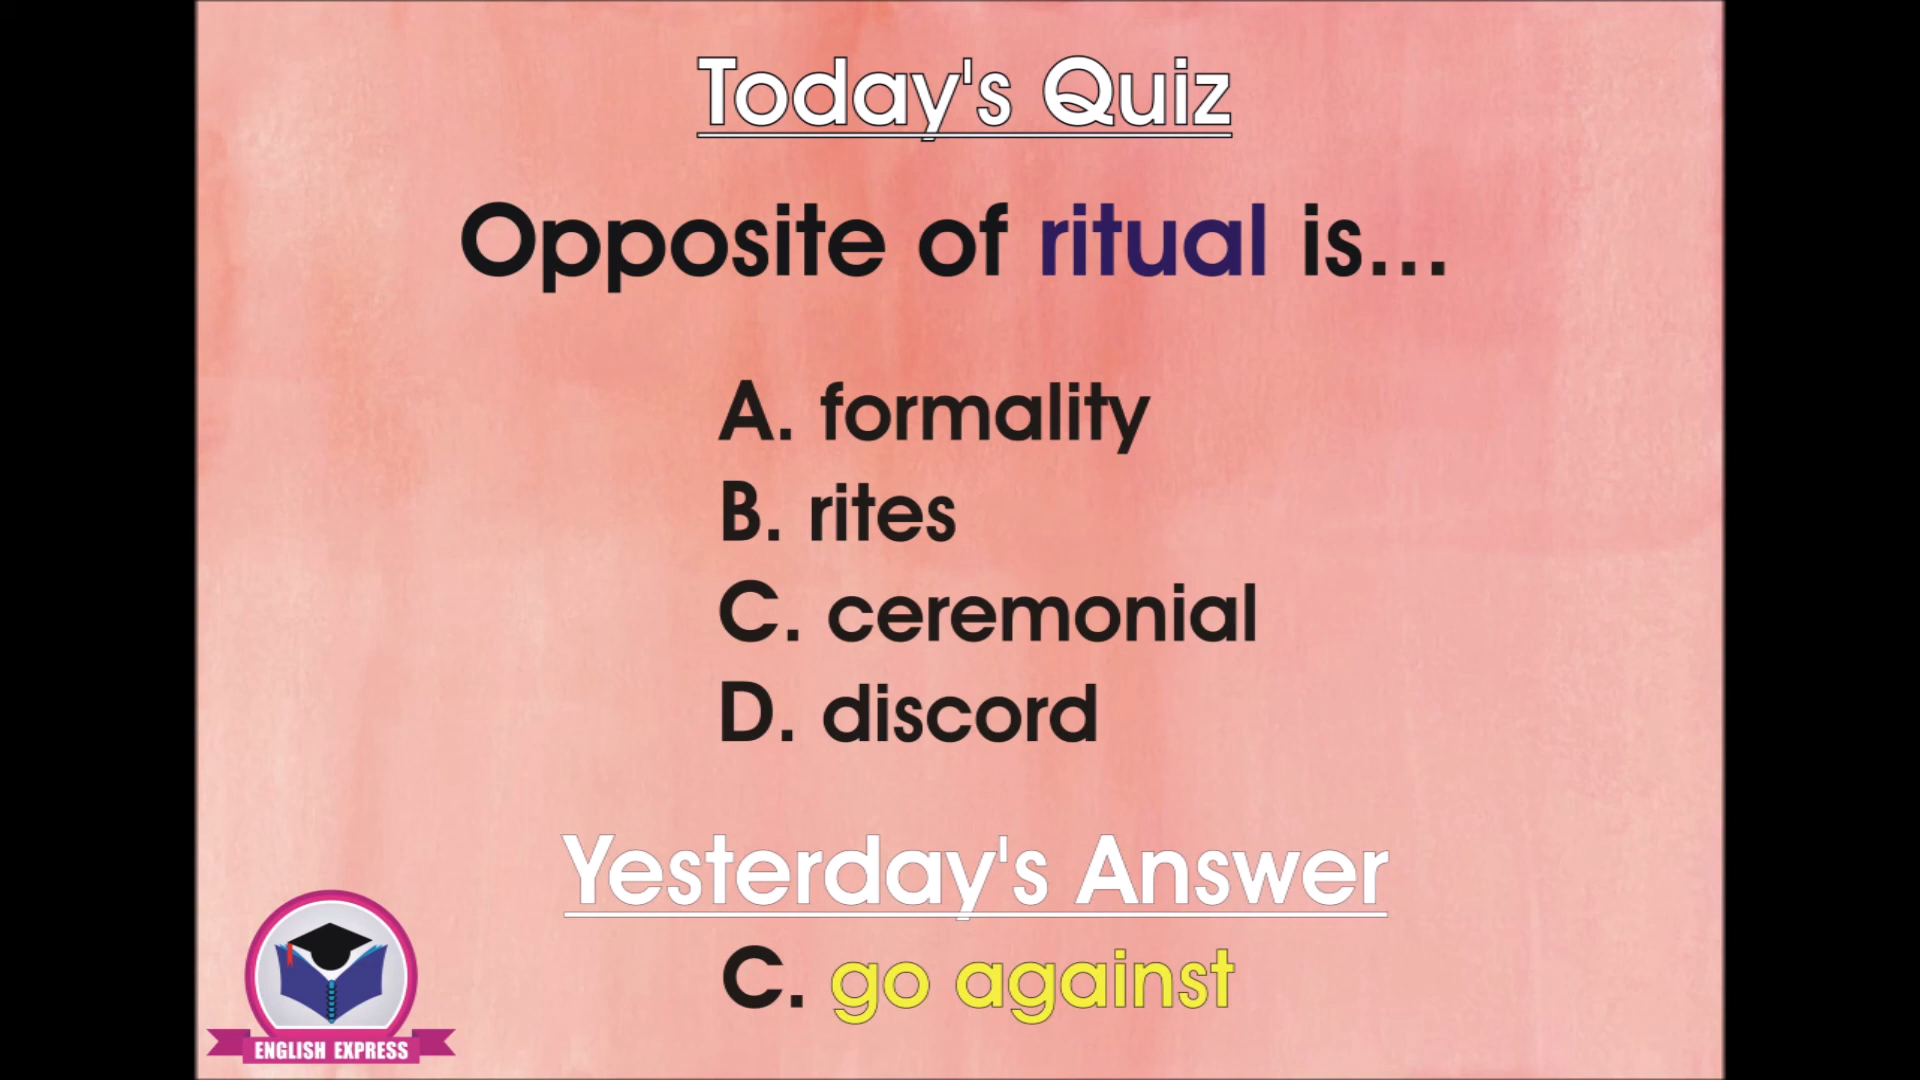 Today's Quiz
Opposite of ritual is...
A. formality
B. rites
C. ceremonial
D. discord
Yesterday's Answer
C. go against
ENGLISH EXPRESS